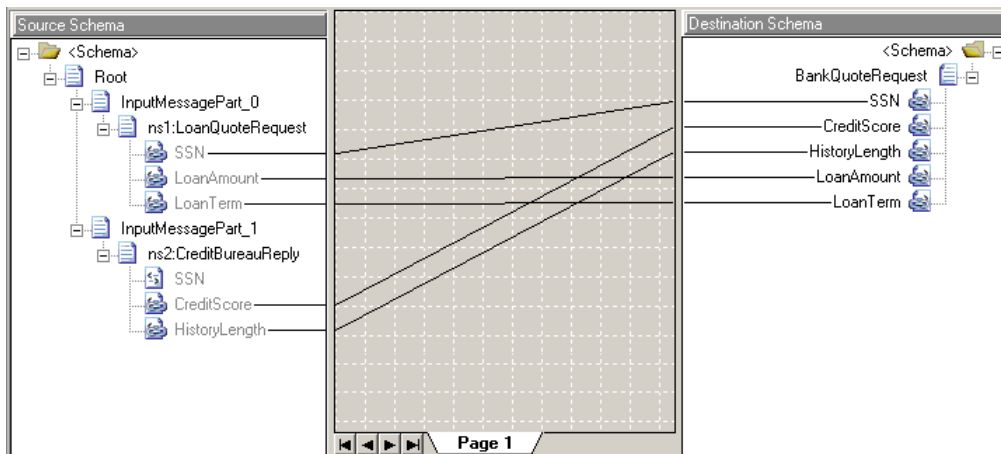 Source Schema
<Schema>
Root
InputMessagePart_0
ns1:LoanQuoteRequest
SSN
LoanAmount
LoanTerm
InputMessagePart_1
ns2:CreditBureauReply
SSN
CreditScore
HistoryLength
Page 1
Destination Schema
<Schema>
BankQuoteRequest
SSN
CreditScore
HistoryLength
LoanAmount
LoanTerm